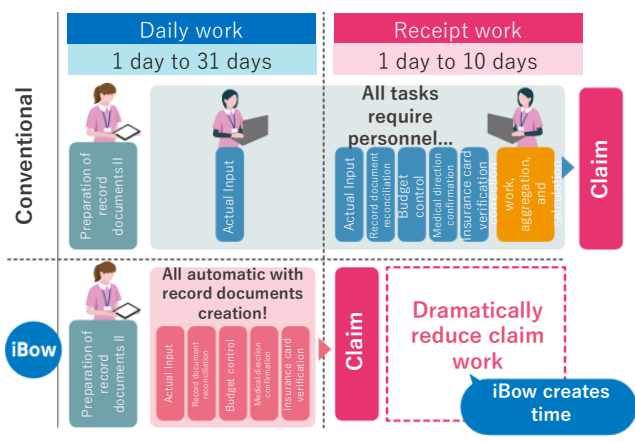 Daily work
Receipt work
1 day to 31 days
1 day to 10 days
Conventional
Preparation of
record
documents II
Actual Input
All tasks
require
personnel...
Actual Input
Record document
reconciliation
Budget
control
Medical direction
confirmation
Insurance card
verification
correction
work,
aggregation,
and
calculation
Claim
iBow
Preparation of
record
documents II
All automatic with
record documents
creation!
Actual Input
Record document
reconciliation
Budget control
Medical direction
confirmation
Insurance card
verification
Claim
Dramatically
reduce claim
work
iBow creates
time